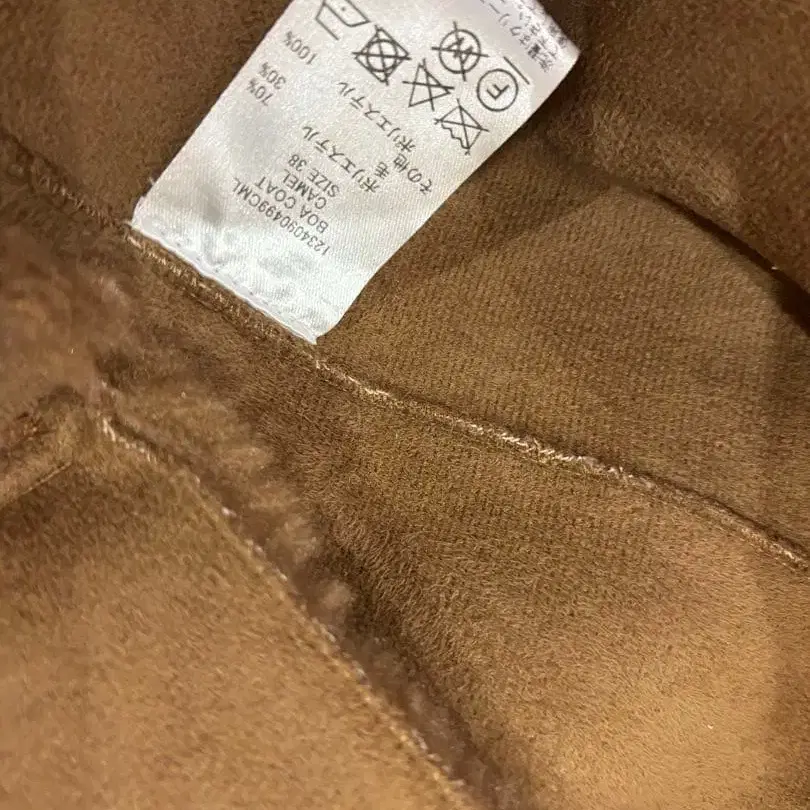 1234090499CML
BOA COAT
CAMEL
SIZE 38
ポリエステル 70%
その他 毛 30%
ポリエステル 100%
F W